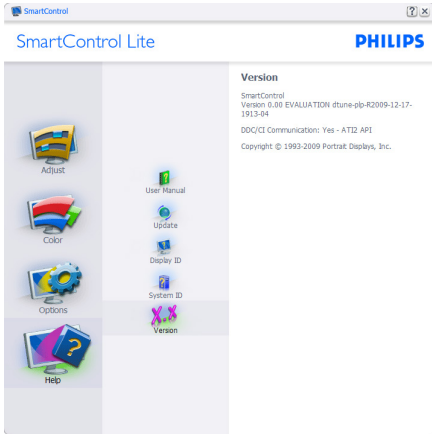 SmartControl
SmartControl Lite
PHILIPS
Adjust
Color
Options
Help
User Manual
Update
Display ID
System ID
X.X
Version
Version
SmartControl
Version 0.00 EVALUATION dtune-plp-R2009-12-17-
1913-04
DDC/CI Communication: Yes - ATI2 API
Copyright © 1993-2009 Portrait Displays, Inc.